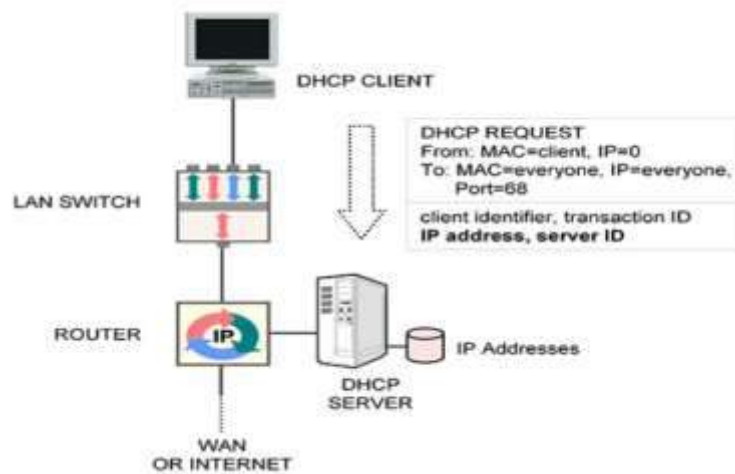 DHCP CLIENT
DHCP REQUEST
From: MAC=client, IP=0
To: MAC=everyone, IP=everyone,
Port=68
client identifier, transaction ID
IP address, server ID
LAN SWITCH
ROUTER
IP
IP Addresses
DHCP
SERVER
WAN
OR INTERNET